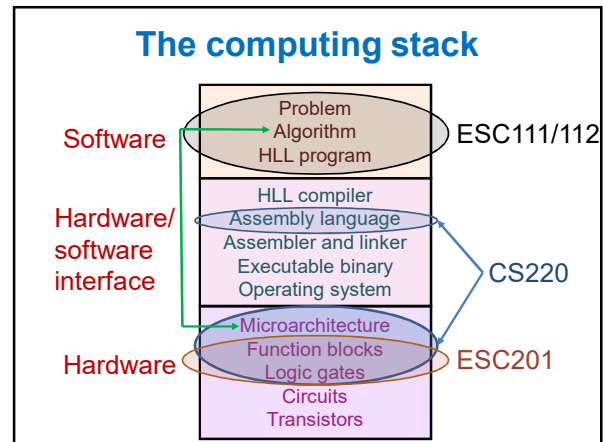 The computing stack
Problem
Algorithm
HLL program
Software
ESC111/112
HLL compiler
Assembly language
Assembler and linker
Executable binary
Operating system
Hardware/
software
interface
CS220
Microarchitecture
Function blocks
Logic gates
Circuits
Transistors
Hardware
ESC201